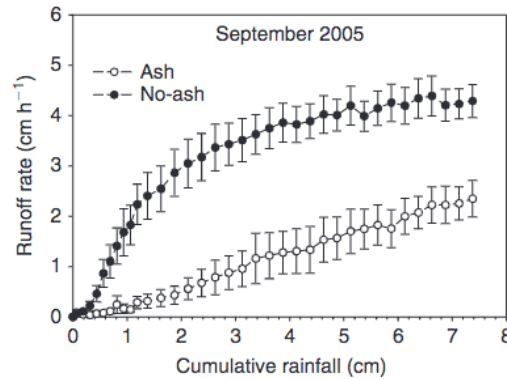 September 2005
Ash
No-ash
Runoff rate (cm h⁻¹)
6
5
4
3
2
1
0
0 1 2 3 4 5 6 7 8
Cumulative rainfall (cm)